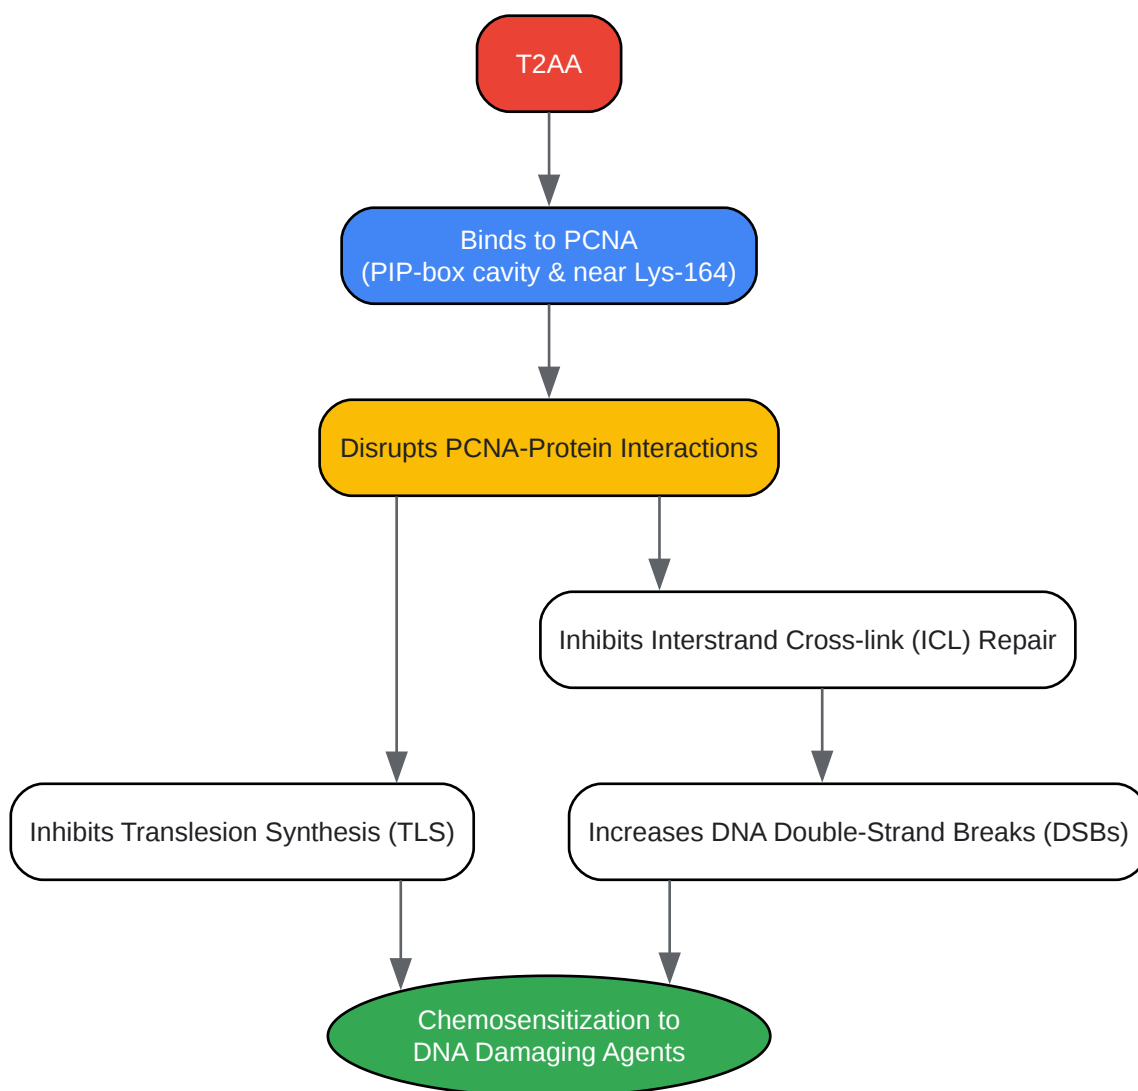 T2AA
Binds to PCNA
(PIP-box cavity & near Lys-164)
Disrupts PCNA-Protein Interactions
Inhibits Interstrand Cross-link (ICL) Repair
Inhibits Translesion Synthesis (TLS)
Increases DNA Double-Strand Breaks (DSBs)
Chemosensitization to
DNA Damaging Agents